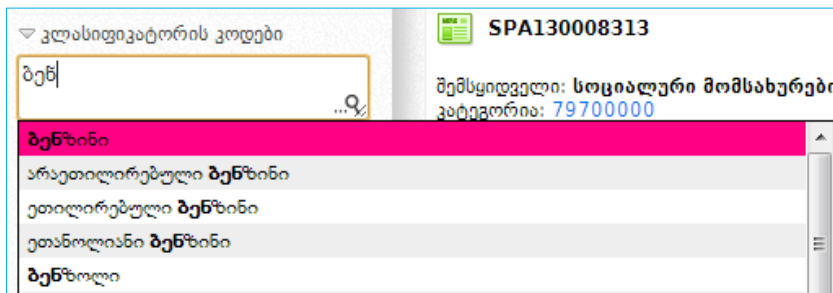 კლასიფიკატორის კოდები
ბენ
...
SPA130008313
შემსყიდველი: სოციალური მომსახურები
კატეგორია: 79700000
ბენზინი
არაეთილირებული ბენზინი
ეთილირებული ბენზინი
ეთანოლიანი ბენზინი
ბენზოლი